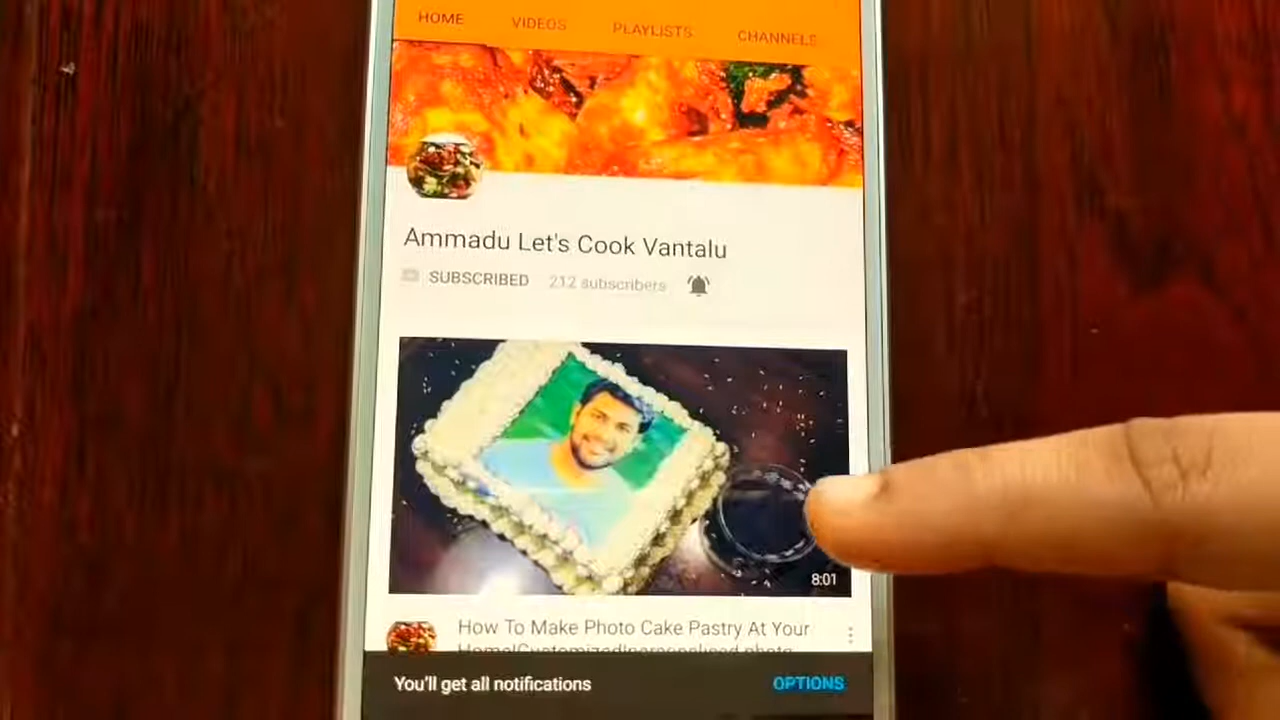 HOME VIDEOS PLAYLISTS CHANNELS
Ammadu Let's Cook Vantalu
SUBSCRIBED 212 subscribers
8:01
How To Make Photo Cake Pastry At Your
You'll get all notifications OPTIONS